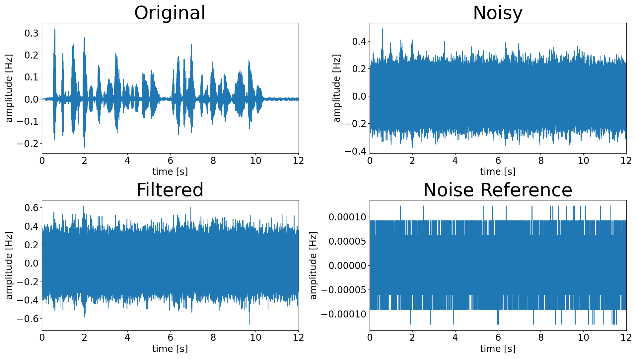 Original
amplitude [Hz]
0.3
0.2
0.1
0.0
−0.1
−0.2
0 2 4 6 8 10 12
time [s]
Noisy
amplitude [Hz]
0.4
0.2
0.0
−0.2
−0.4
0 2 4 6 8 10 12
time [s]
Filtered
amplitude [Hz]
0.6
0.4
0.2
0.0
−0.2
−0.4
−0.6
0 2 4 6 8 10 12
time [s]
Noise Reference
amplitude [Hz]
0.00010
0.00005
0.00000
−0.00005
−0.00010
0 2 4 6 8 10 12
time [s]